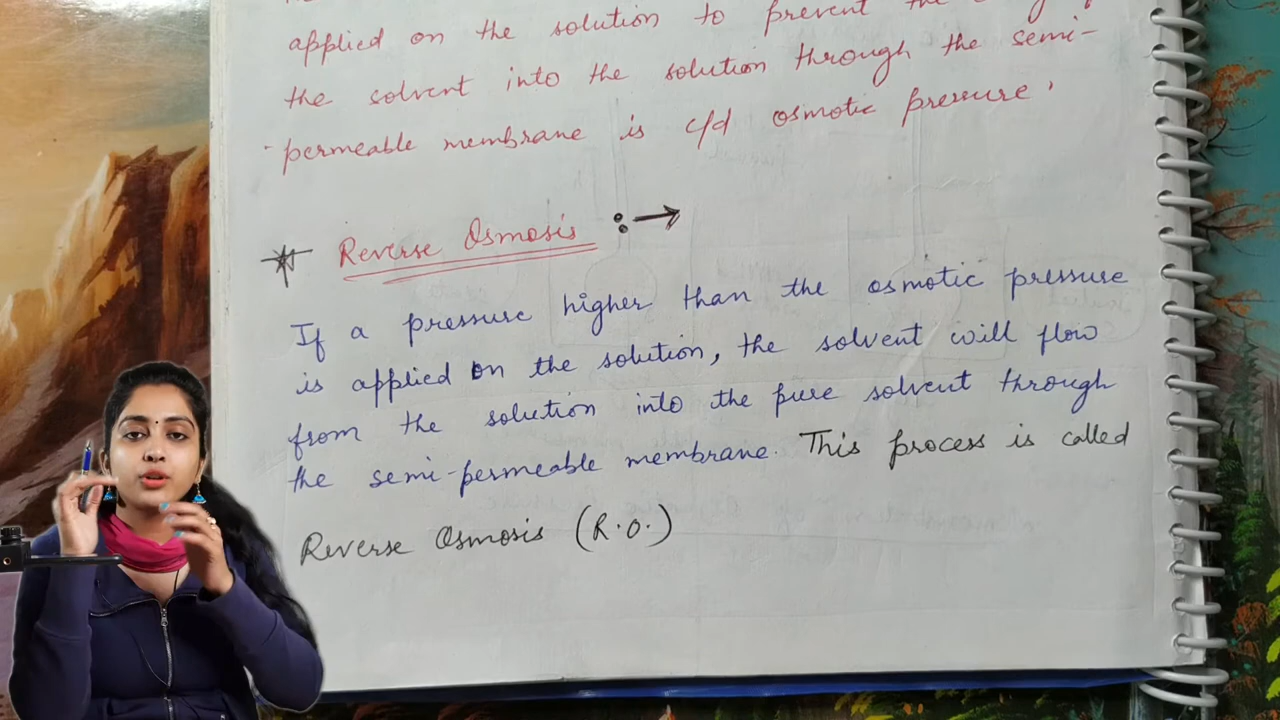 applied on the solution to prevent the
the solvent into the solution through the semi-
permeable membrane is c/d osmotic pressure.
Reverse Osmosis :→
If a pressure higher than the osmotic pressure
is applied on the solution, the solvent will flow
from the solution into the pure solvent through
the semi-permeable membrane. This process is called
Reverse Osmosis (R.O.)